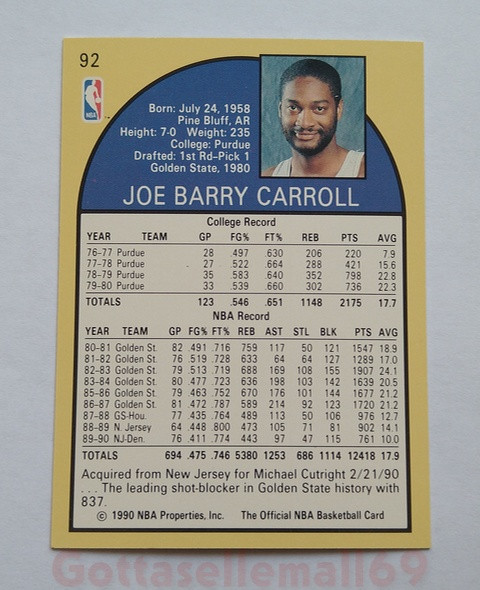 92
NBA
Born: July 24, 1958
Pine Bluff, AR
Height: 7-0 Weight: 235
College: Purdue
Drafted: 1st Rd-Pick 1
Golden State, 1980
JOE BARRY CARROLL
College Record
YEAR TEAM GP FG% FT% REB PTS AVG
76-77 Purdue 28 .497 .630 206 220 7.9
77-78 Purdue 27 .522 .664 288 421 15.6
78-79 Purdue 35 .583 .640 352 798 22.8
79-80 Purdue 33 .539 .660 302 736 22.3
TOTALS 123 .546 .651 1148 2175 17.7
NBA Record
YEAR TEAM GP FG% FT% REB AST STL BLK PTS AVG
80-81 Golden St. 82 .491 .716 759 117 50 121 1547 18.9
81-82 Golden St. 76 .519 .728 633 64 64 127 1289 17.0
82-83 Golden St. 79 .513 .719 688 169 108 155 1907 24.1
83-84 Golden St. 80 .477 .723 636 198 103 142 1639 20.5
85-86 Golden St. 79 .463 .752 670 176 101 144 1677 21.2
86-87 Golden St. 81 .472 .787 589 214 92 123 1720 21.2
87-88 GS-Hou. 77 .435 .764 489 113 50 106 976 12.7
88-89 N. Jersey 64 .448 .800 473 105 71 81 902 14.1
89-90 NJ-Den. 76 .411 .774 443 97 47 115 761 10.0
TOTALS 694 .475 .746 5380 1253 686 1114 12418 17.9
Acquired from New Jersey for Michael Cutright 2/21/90
. . . The leading shot-blocker in Golden State history with
837.
© 1990 NBA Properties, Inc. The Official NBA Basketball Card
Gottasellemall69